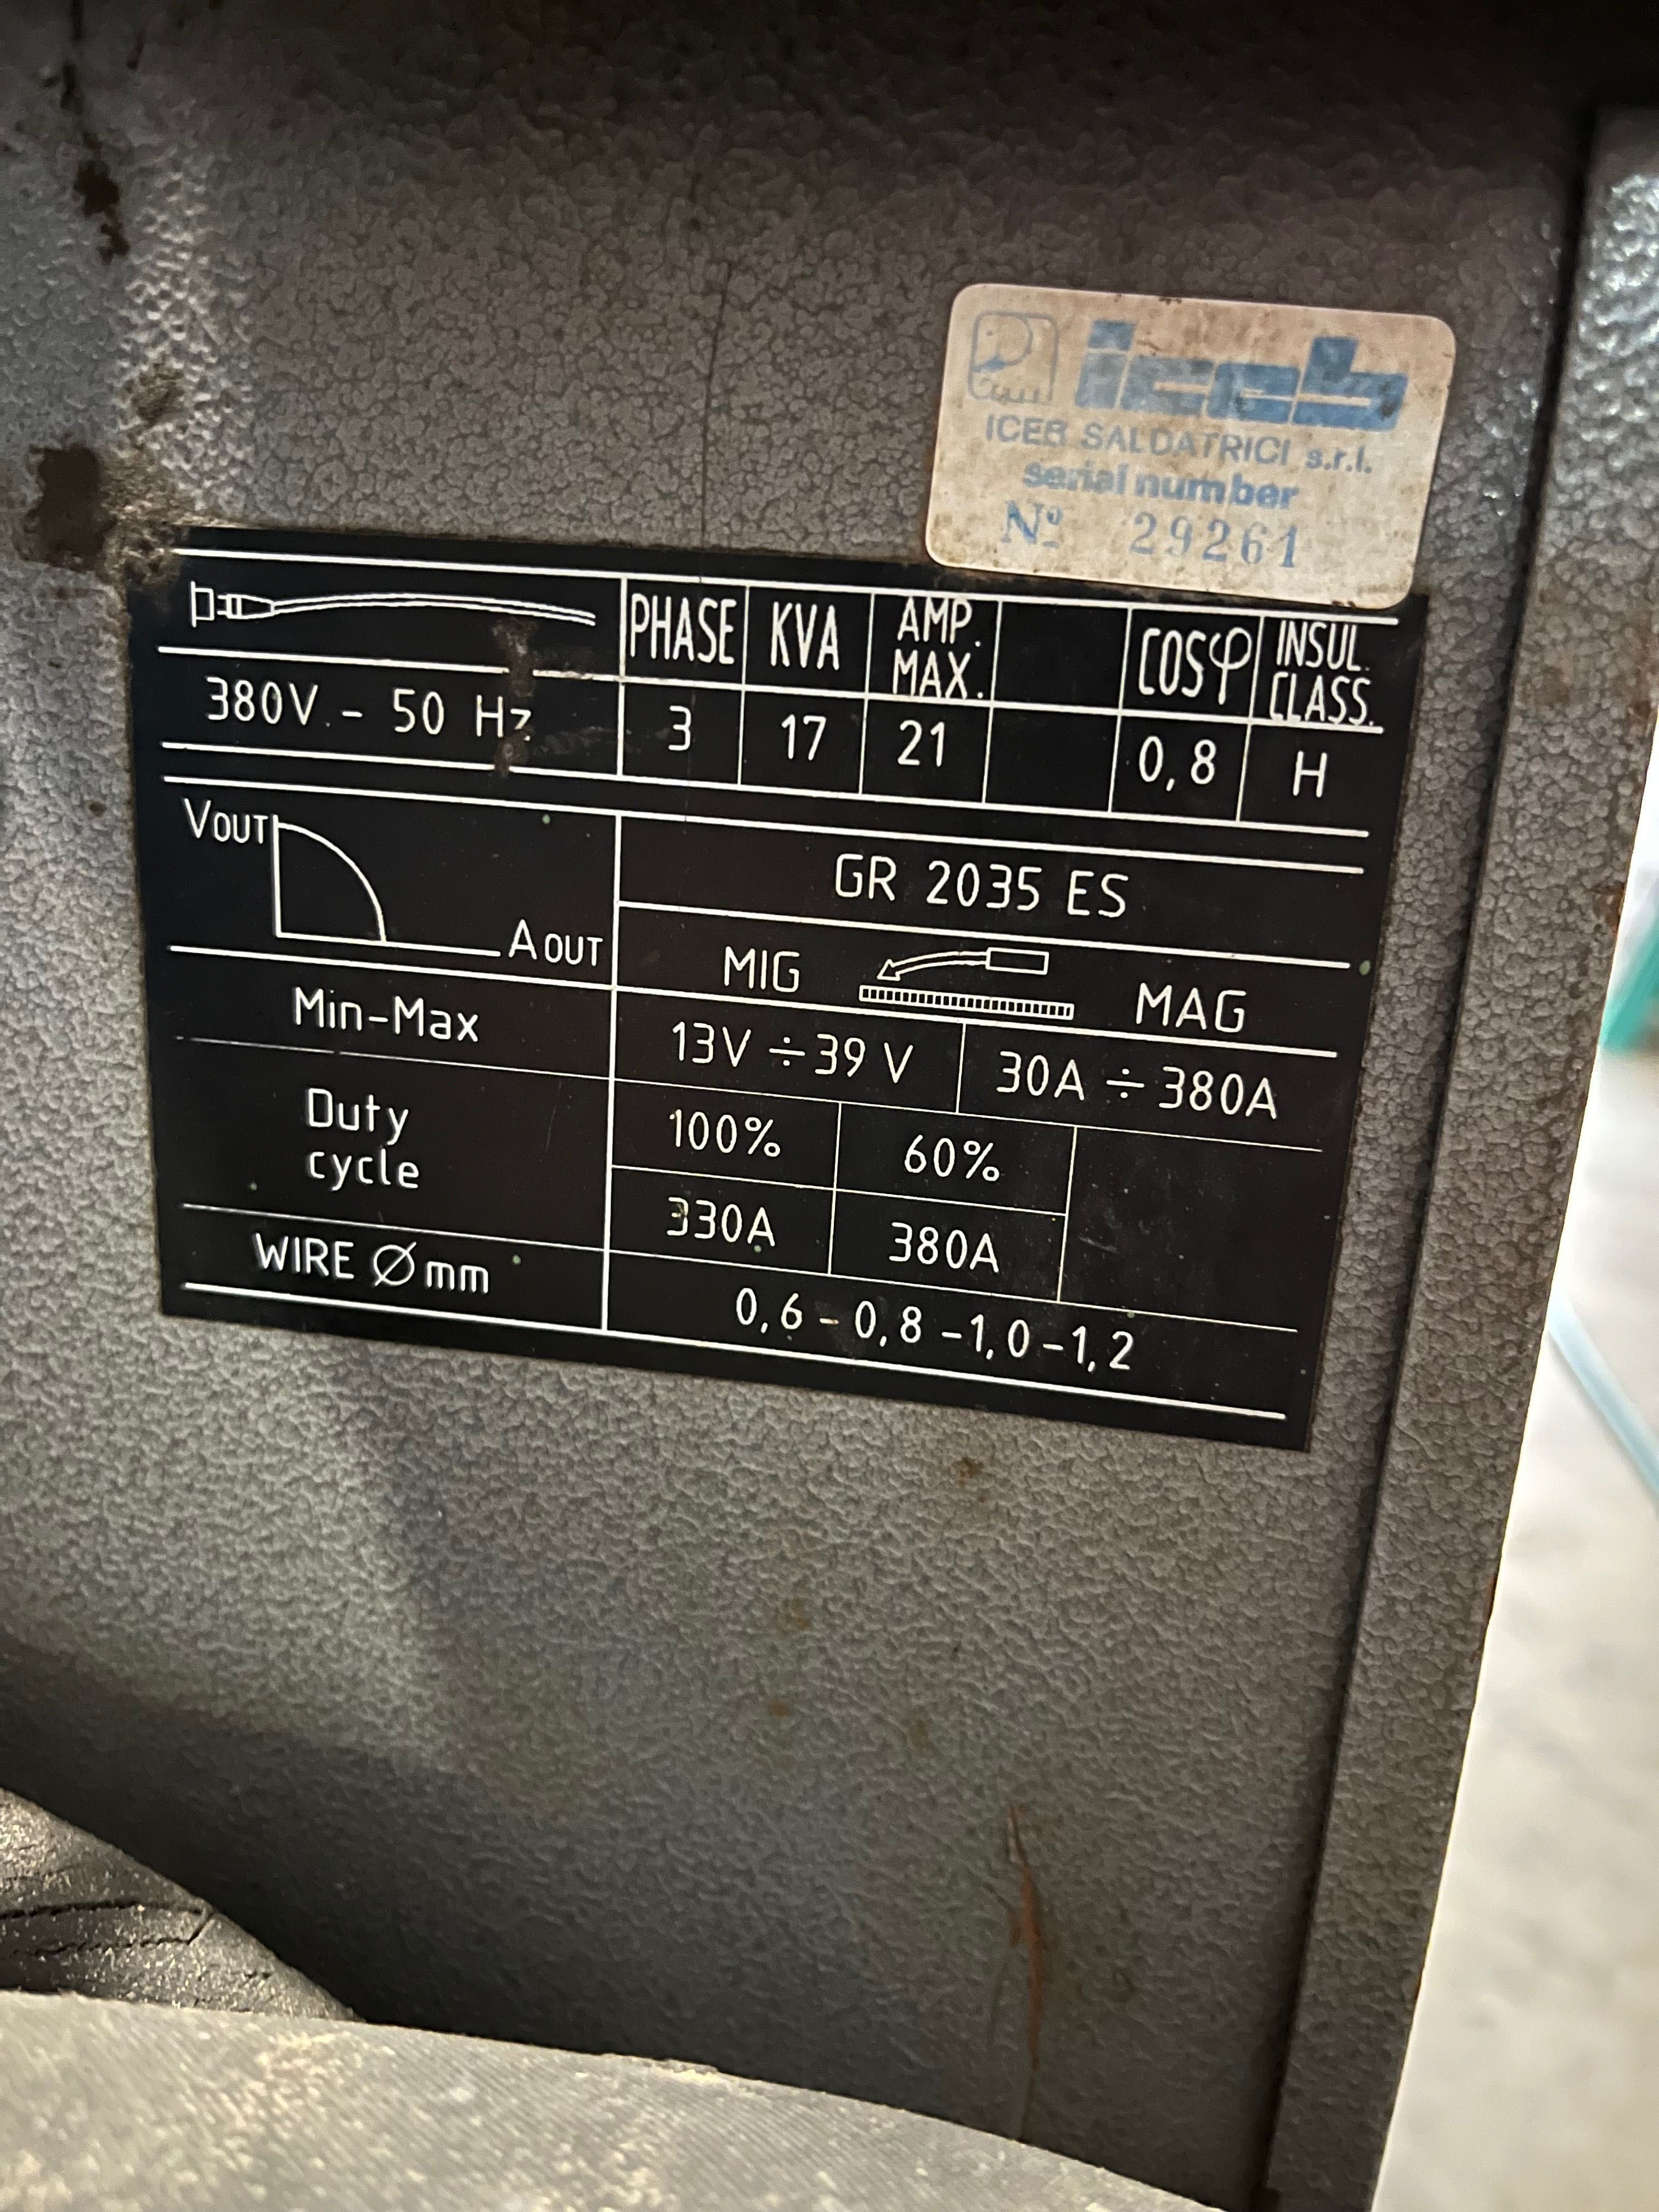 iceb
ICEB SALDATRICI s.r.l.
serial number
Nº 29261
PHASE KVA AMP. MAX. COSφ INSUL. CLASS.
380V. - 50 Hz 3 17 21 0,8 H
VOUT
AOUT
GR 2035 ES
MIG MAG
Min-Max 13V ÷ 39 V 30A ÷ 380A
Duty cycle
100% 60%
330A 380A
WIRE Ø mm 0,6 - 0,8 - 1,0 - 1,2